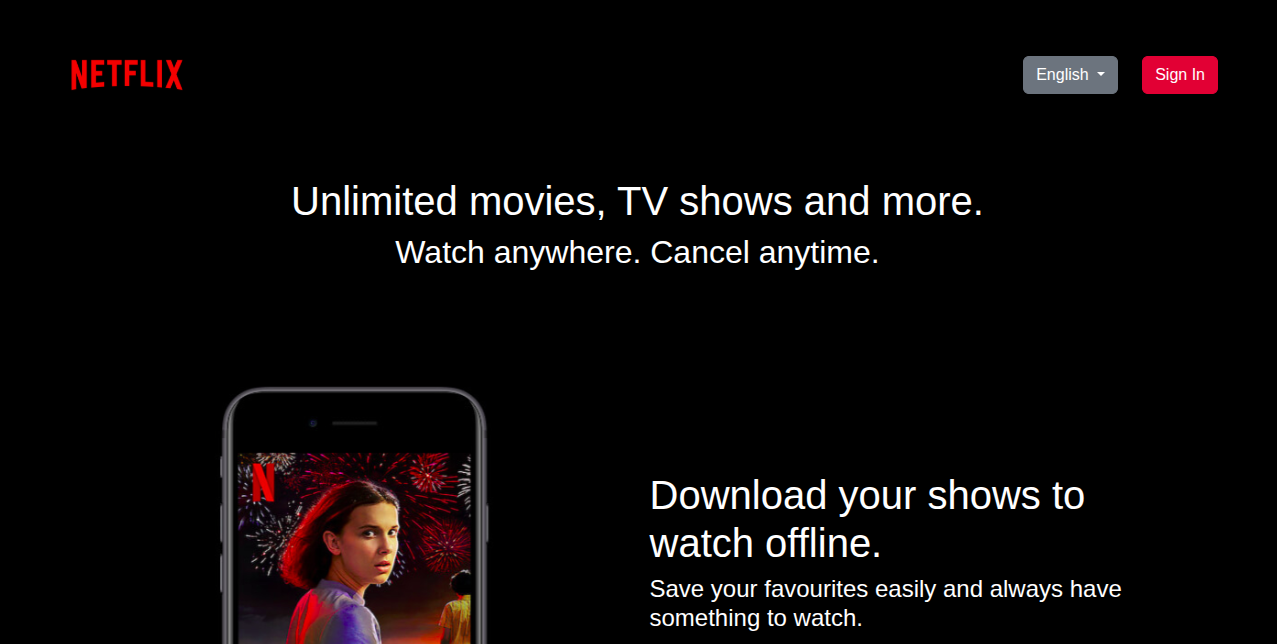 NETFLIX
English
Sign In
Unlimited movies, TV shows and more.
Watch anywhere. Cancel anytime.
N
Download your shows to
watch offline.
Save your favourites easily and always have
something to watch.